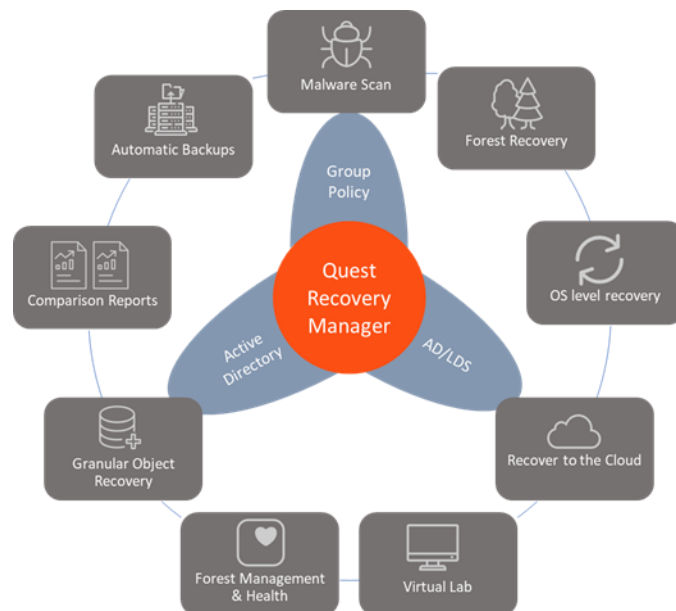 Malware Scan
Automatic Backups
Forest Recovery
Group
Policy
Comparison Reports
Quest
Recovery
Manager
OS level recovery
Active
Directory
AD/LDS
Granular Object
Recovery
Recover to the Cloud
Forest Management
& Health
Virtual Lab